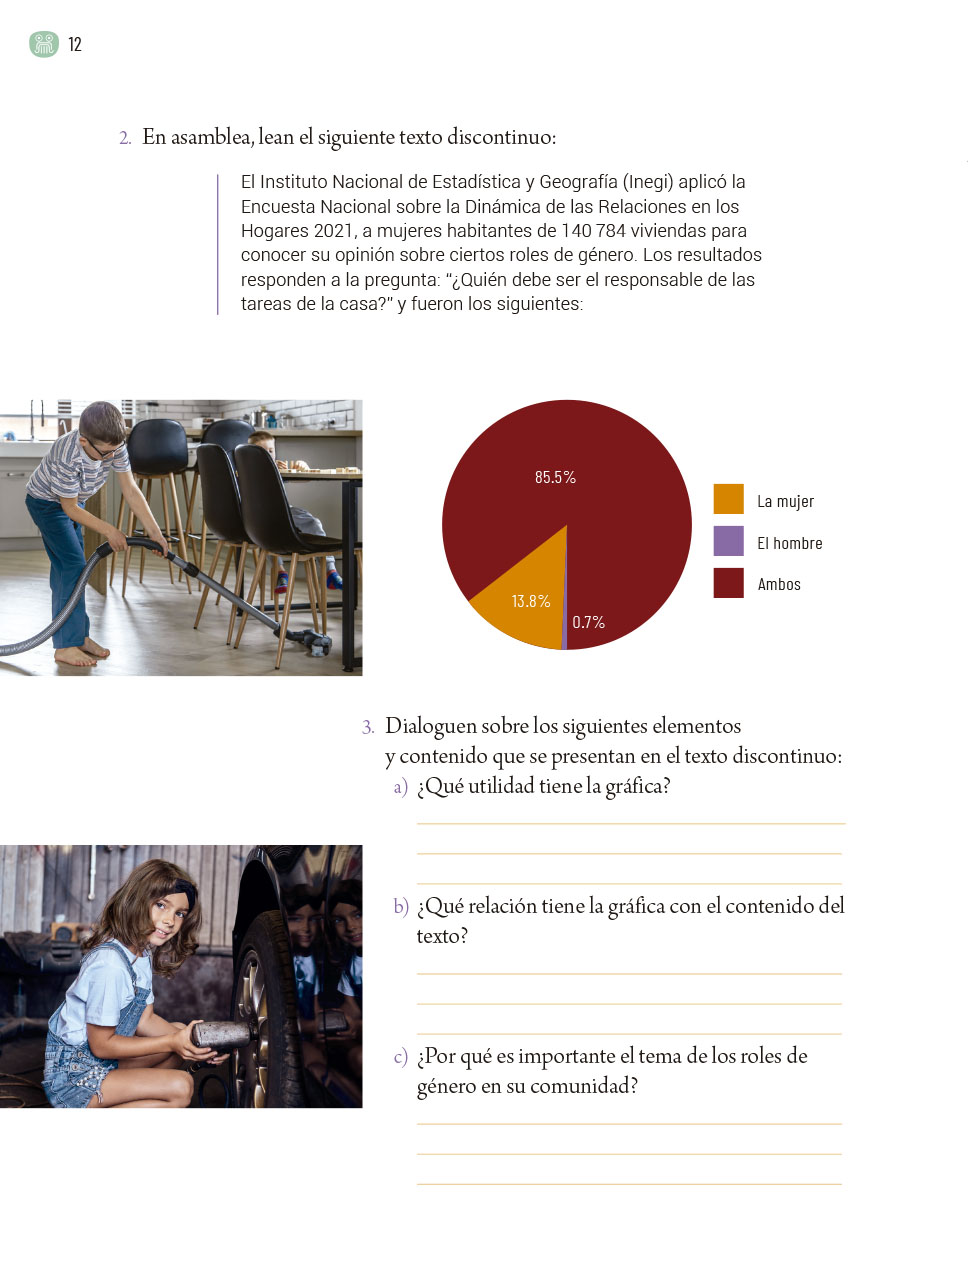 12
2. En asamblea, lean el siguiente texto discontinuo:
El Instituto Nacional de Estadística y Geografía (Inegi) aplicó la
Encuesta Nacional sobre la Dinámica de las Relaciones en los
Hogares 2021, a mujeres habitantes de 140 784 viviendas para
conocer su opinión sobre ciertos roles de género. Los resultados
responden a la pregunta: “¿Quién debe ser el responsable de las
tareas de la casa?” y fueron los siguientes:
85.5%
13.8%
0.7%
La mujer
El hombre
Ambos
3. Dialoguen sobre los siguientes elementos
y contenido que se presentan en el texto discontinuo:
a) ¿Qué utilidad tiene la gráfica?
b) ¿Qué relación tiene la gráfica con el contenido del
texto?
c) ¿Por qué es importante el tema de los roles de
género en su comunidad?